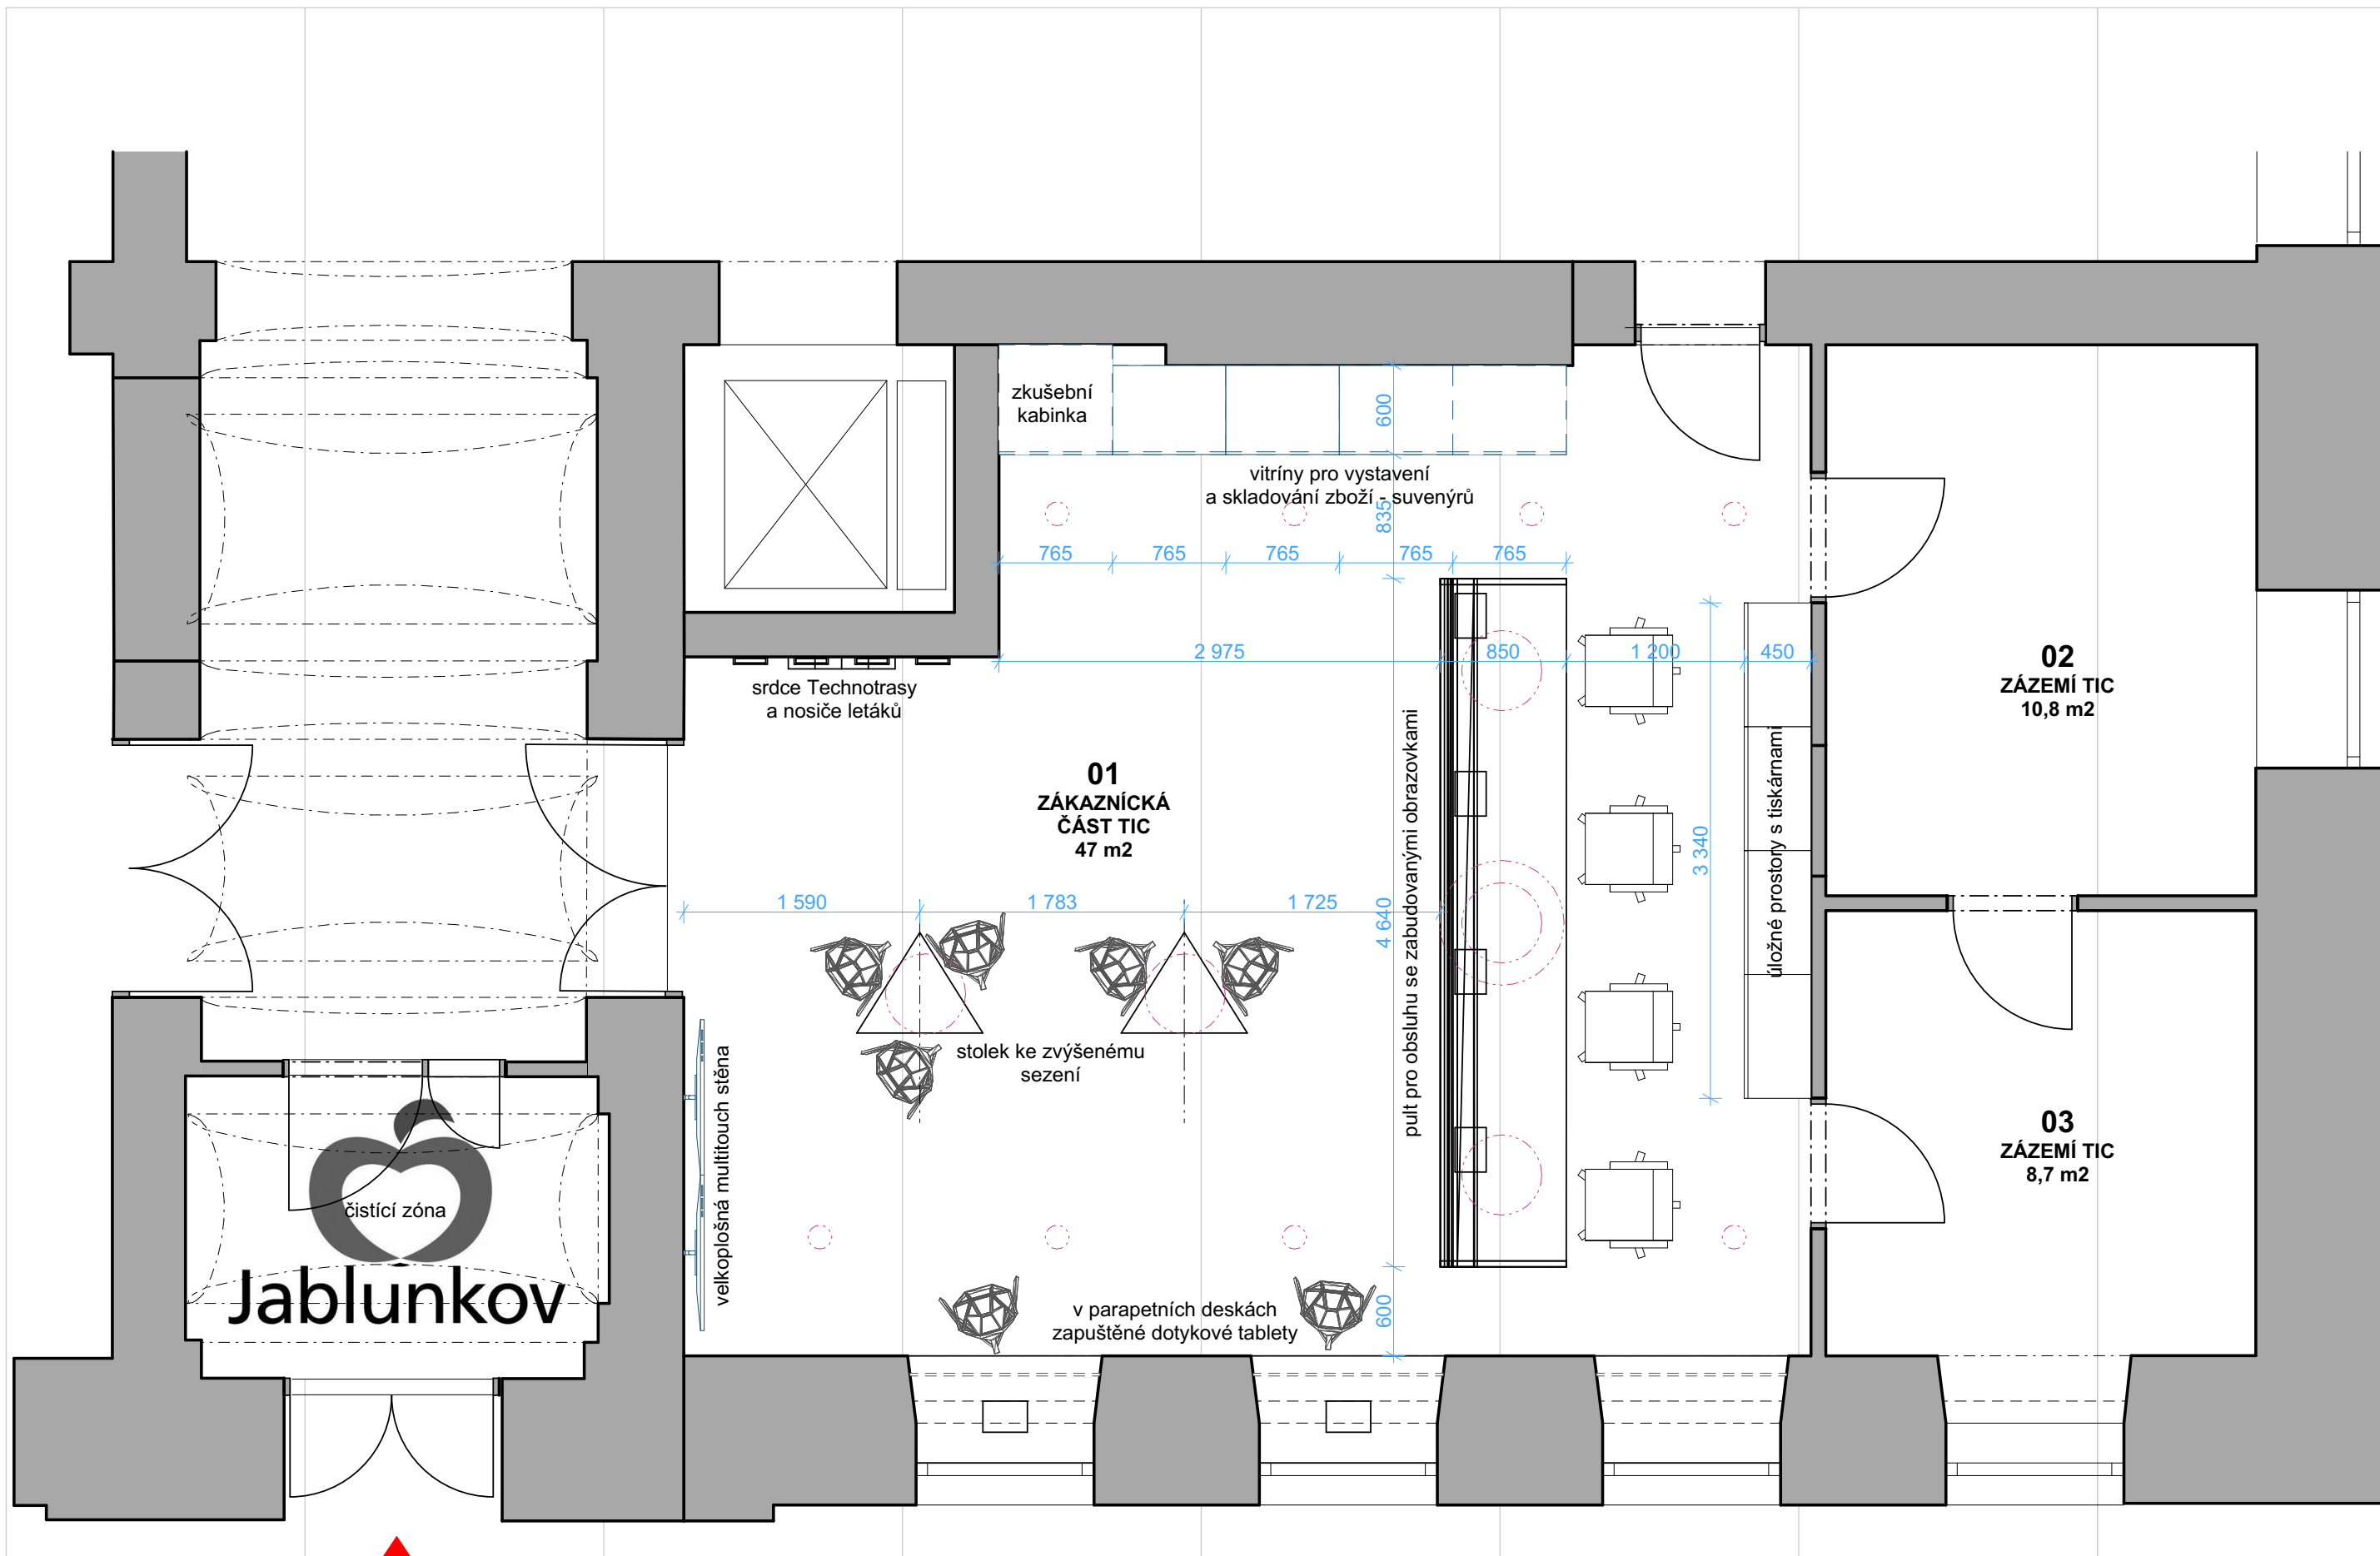 zkušební
kabinka
600
vitríny pro vystavení
a skladování zboží - suvenýrů
835
765
765
765
765
765
2 975
850
1 200
450
srdce Technotrasy
a nosiče letáků
02
ZÁZEMÍ TIC
10,8 m2
01
ZÁKAZNÍCKÁ
ČÁST TIC
47 m2
pult pro obsluhu se zabudovanými obrazovkami
3 340
úložné prostory s tiskárnami
1 590
1 783
1 725
4 640
stolek ke zvýšenému
sezení
velkoplošná multitouch stěna
03
ZÁZEMÍ TIC
8,7 m2
čistící zóna
Jablunkov
v parapetních deskách
zapuštěné dotykové tablety
600